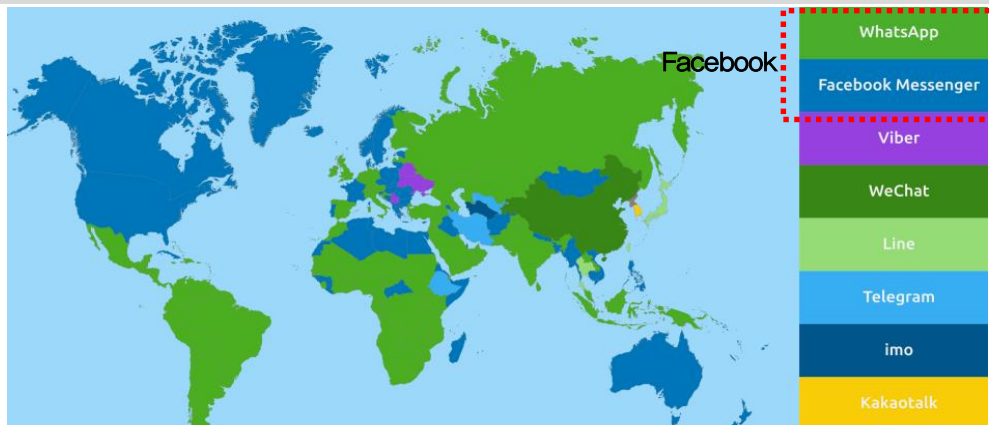 Facebook
WhatsApp
Facebook Messenger
Viber
WeChat
Line
Telegram
imo
Kakaotalk